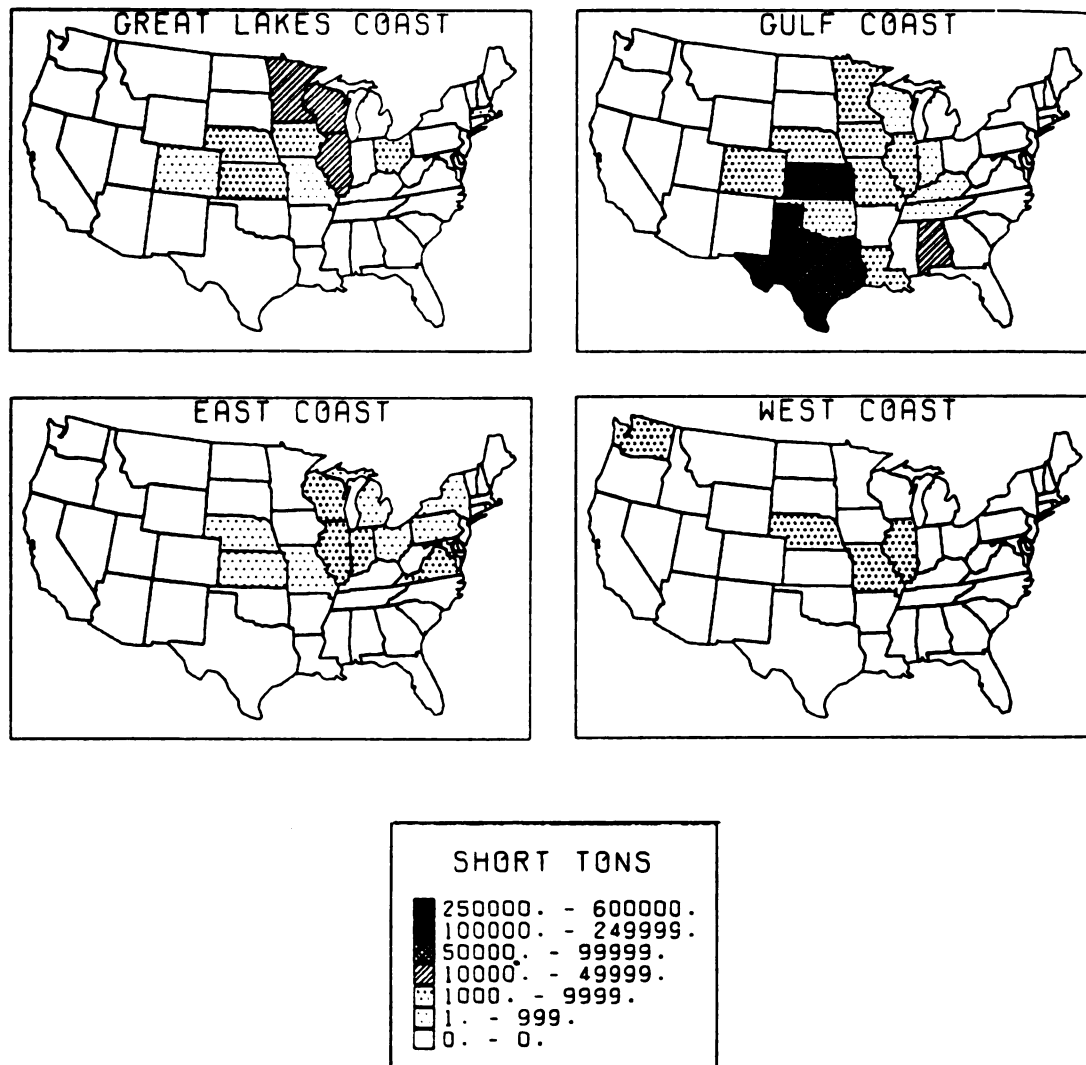 GREAT LAKES COAST
GULF COAST
EAST COAST
WEST COAST
SHORT TONS
250000. - 600000.
100000. - 249999.
50000. - 99999.
10000. - 49999.
1000. - 9999.
1. - 999.
0. - 0.